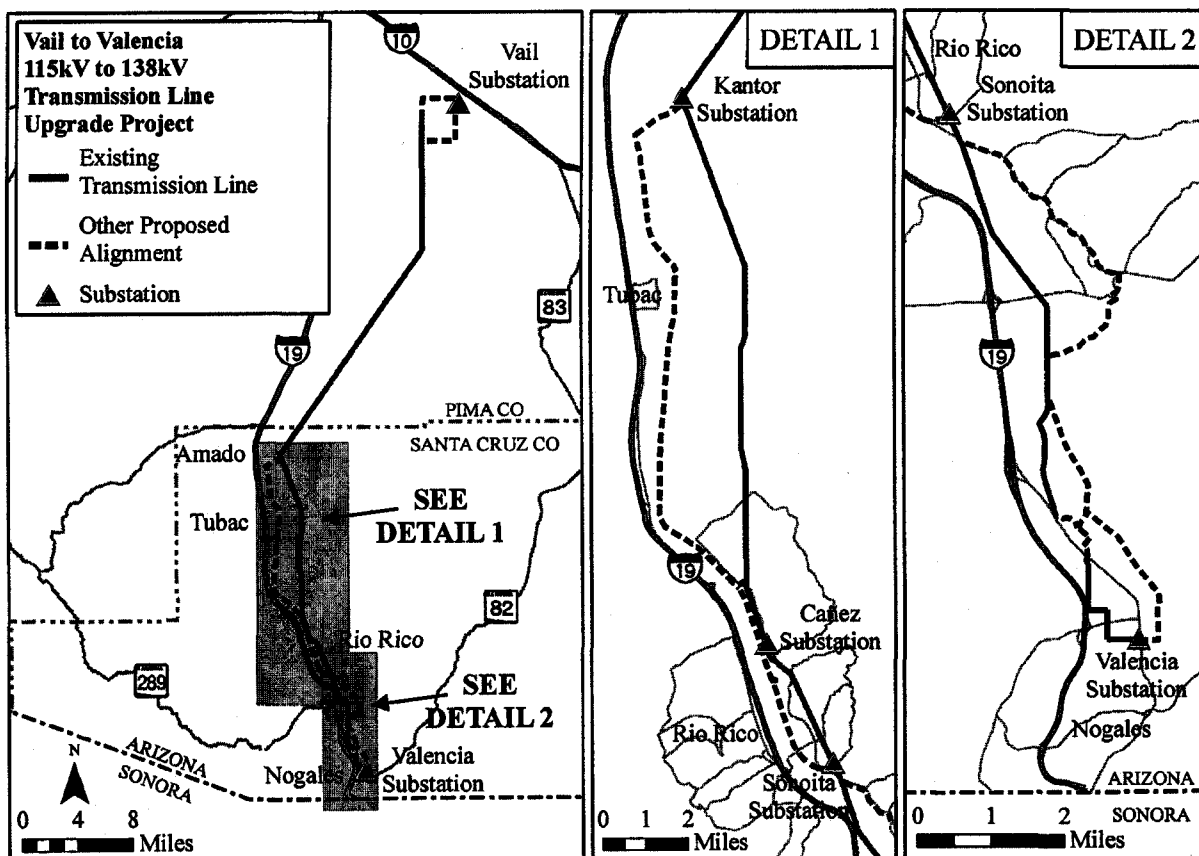 Vail to Valencia
115kV to 138kV
Transmission Line
Upgrade Project
Existing
Transmission Line
Other Proposed
Alignment
Substation
10
Vail
Substation
83
19
PIMA CO
SANTA CRUZ CO
Amado
Tubac
SEE
DETAIL 1
82
Rio Rico
289
SEE
DETAIL 2
ARIZONA
SONORA
N
Nogales
Valencia
Substation
0 4 8
Miles
DETAIL 1
Kantor
Substation
Tubac
19
Cañez
Substation
Rio Rico
Sonoita
Substation
0 1 2
Miles
DETAIL 2
Rio Rico
Sonoita
Substation
19
Valencia
Substation
Nogales
ARIZONA
SONORA
0 1 2
Miles